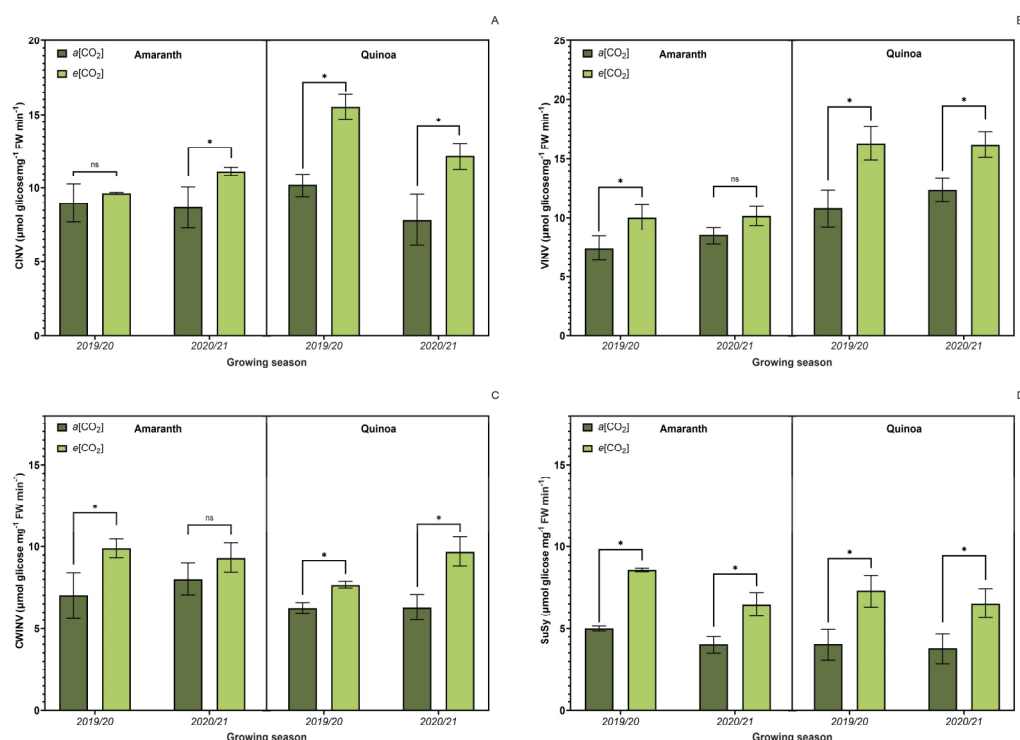 A
CINV (µmol glicosemg⁻¹ FW min⁻¹)
20
15
10
5
0
a[CO₂]
e[CO₂]
Amaranth
Quinoa
ns
*
*
*
2019/20
2020/21
2019/20
2020/21
Growing season
VINV (µmol glicosemg⁻¹ FW min⁻¹)
25
20
15
10
5
0
a[CO₂]
e[CO₂]
Amaranth
Quinoa
*
ns
*
*
2019/20
2020/21
2019/20
2020/21
Growing season
C
CWINV (µmol glicose mg⁻¹ FW min⁻¹)
15
10
5
0
a[CO₂]
e[CO₂]
Amaranth
Quinoa
*
ns
*
*
2019/20
2020/21
2019/20
2020/21
Growing season
SuSy (µmol glicose mg⁻¹ FW min⁻¹]
15
10
5
0
a[CO₂]
e[CO₂]
Amaranth
Quinoa
*
*
*
*
2019/20
2020/21
2019/20
2020/21
Growing season